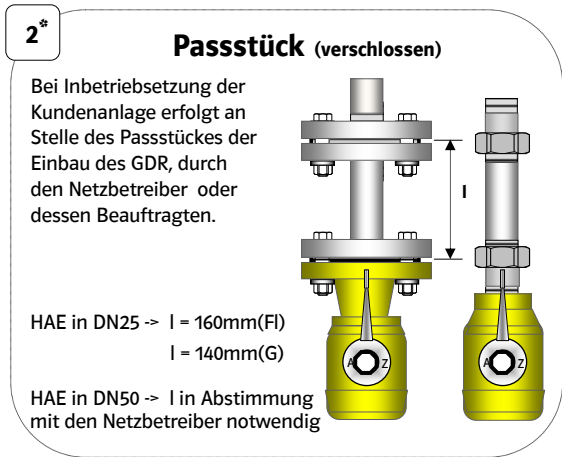 2*
Passstück (verschlossen)
Bei Inbetriebsetzung der
Kundenanlage erfolgt an
Stelle des Passstückes der
Einbau des GDR, durch
den Netzbetreiber oder
dessen Beauftragten.
l
HAE in DN25 -> l = 160mm(Fl)
l = 140mm(G)
HAE in DN50 -> l in Abstimmung
mit den Netzbetreiber notwendig
A Z
A Z